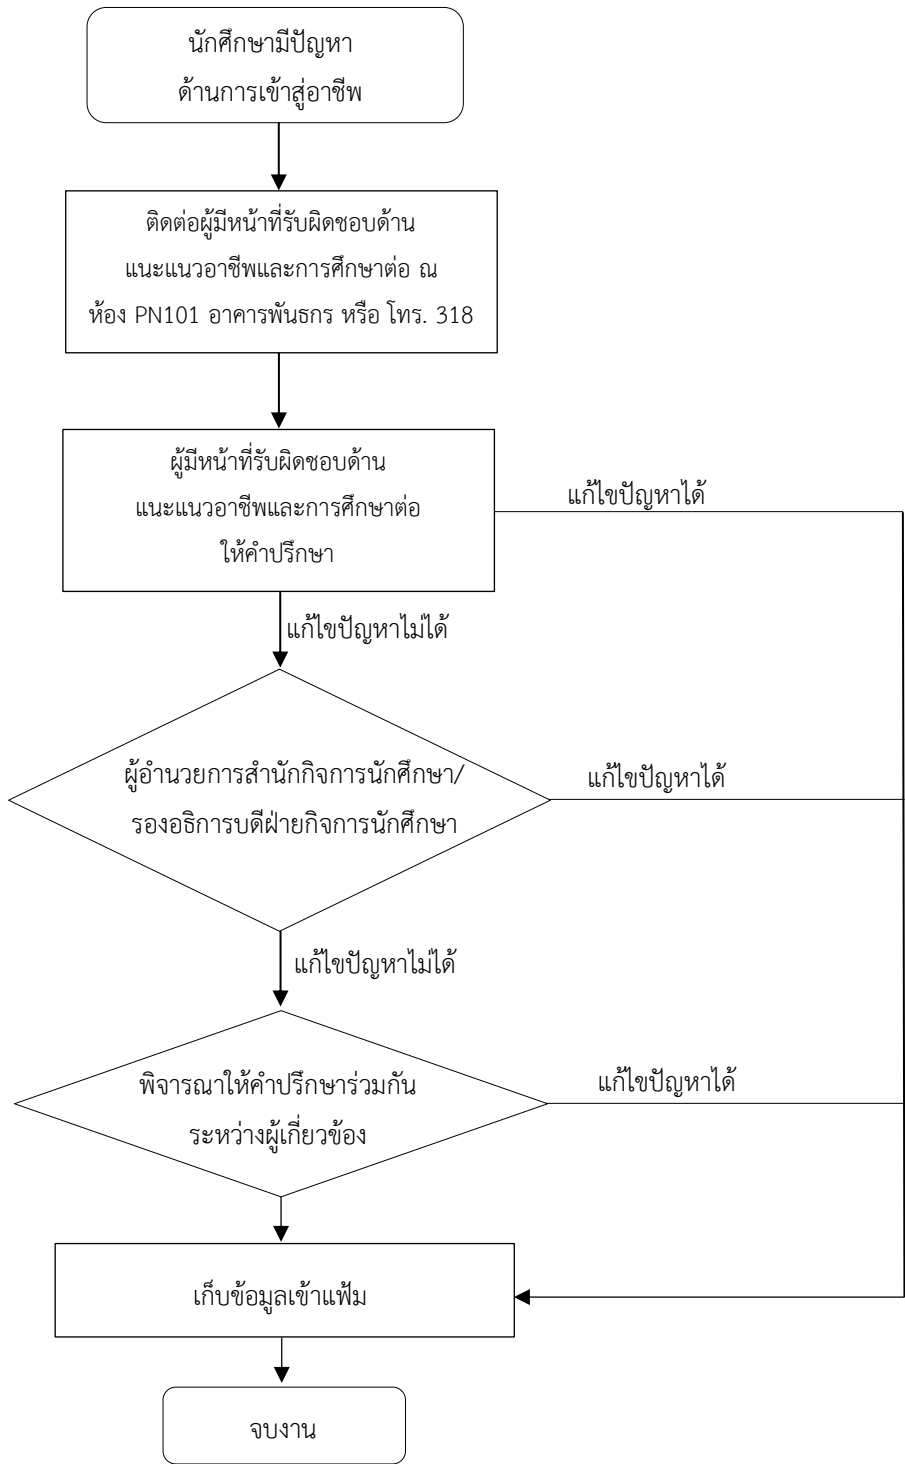 นักศึกษามีปัญหา
ด้านการเข้าสู่อาชีพ
ติดต่อผู้มีหน้าที่รับผิดชอบด้าน
แนะแนวอาชีพและการศึกษาต่อ ณ
ห้อง PN101 อาคารพันธกร หรือ โทร. 318
ผู้มีหน้าที่รับผิดชอบด้าน
แนะแนวอาชีพและการศึกษาต่อ
ให้คำปรึกษา
แก้ไขปัญหาได้
แก้ไขปัญหาไม่ได้
ผู้อำนวยการสำนักกิจการนักศึกษา/
รองอธิการบดีฝ่ายกิจการนักศึกษา
แก้ไขปัญหาได้
แก้ไขปัญหาไม่ได้
พิจารณาให้คำปรึกษาร่วมกัน
ระหว่างผู้เกี่ยวข้อง
แก้ไขปัญหาได้
เก็บข้อมูลเข้าแฟ้ม
จบงาน